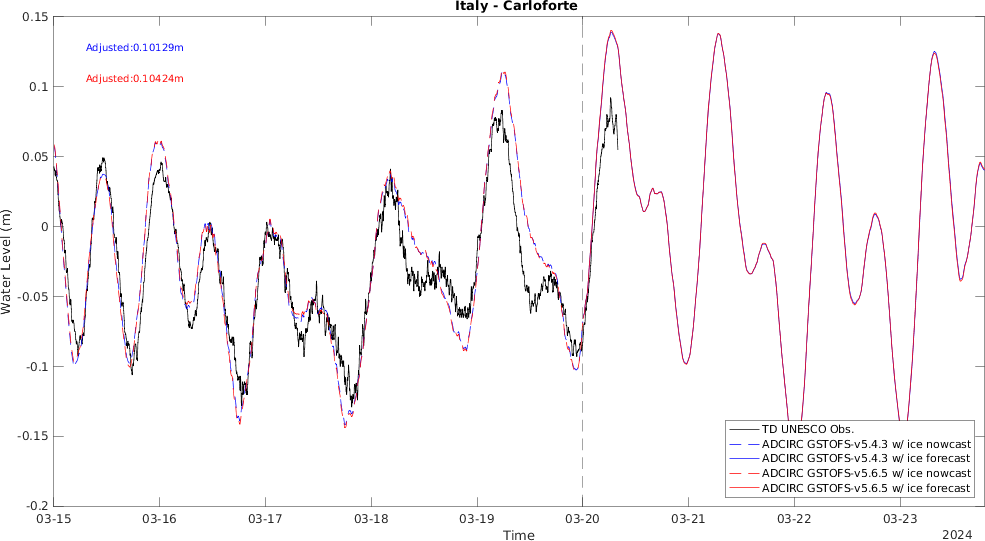 Italy - Carloforte
0.15
0.1
0.05
0
-0.05
-0.1
-0.15
-0.2
Water Level (m)
Adjusted:0.10129m
Adjusted:0.10424m
TD UNESCO Obs.
ADCIRC GSTOFS-v5.4.3 w/ ice nowcast
ADCIRC GSTOFS-v5.4.3 w/ ice forecast
ADCIRC GSTOFS-v5.6.5 w/ ice nowcast
ADCIRC GSTOFS-v5.6.5 w/ ice forecast
03-15 03-16 03-17 03-18 03-19 03-20 03-21 03-22 03-23
Time
2024